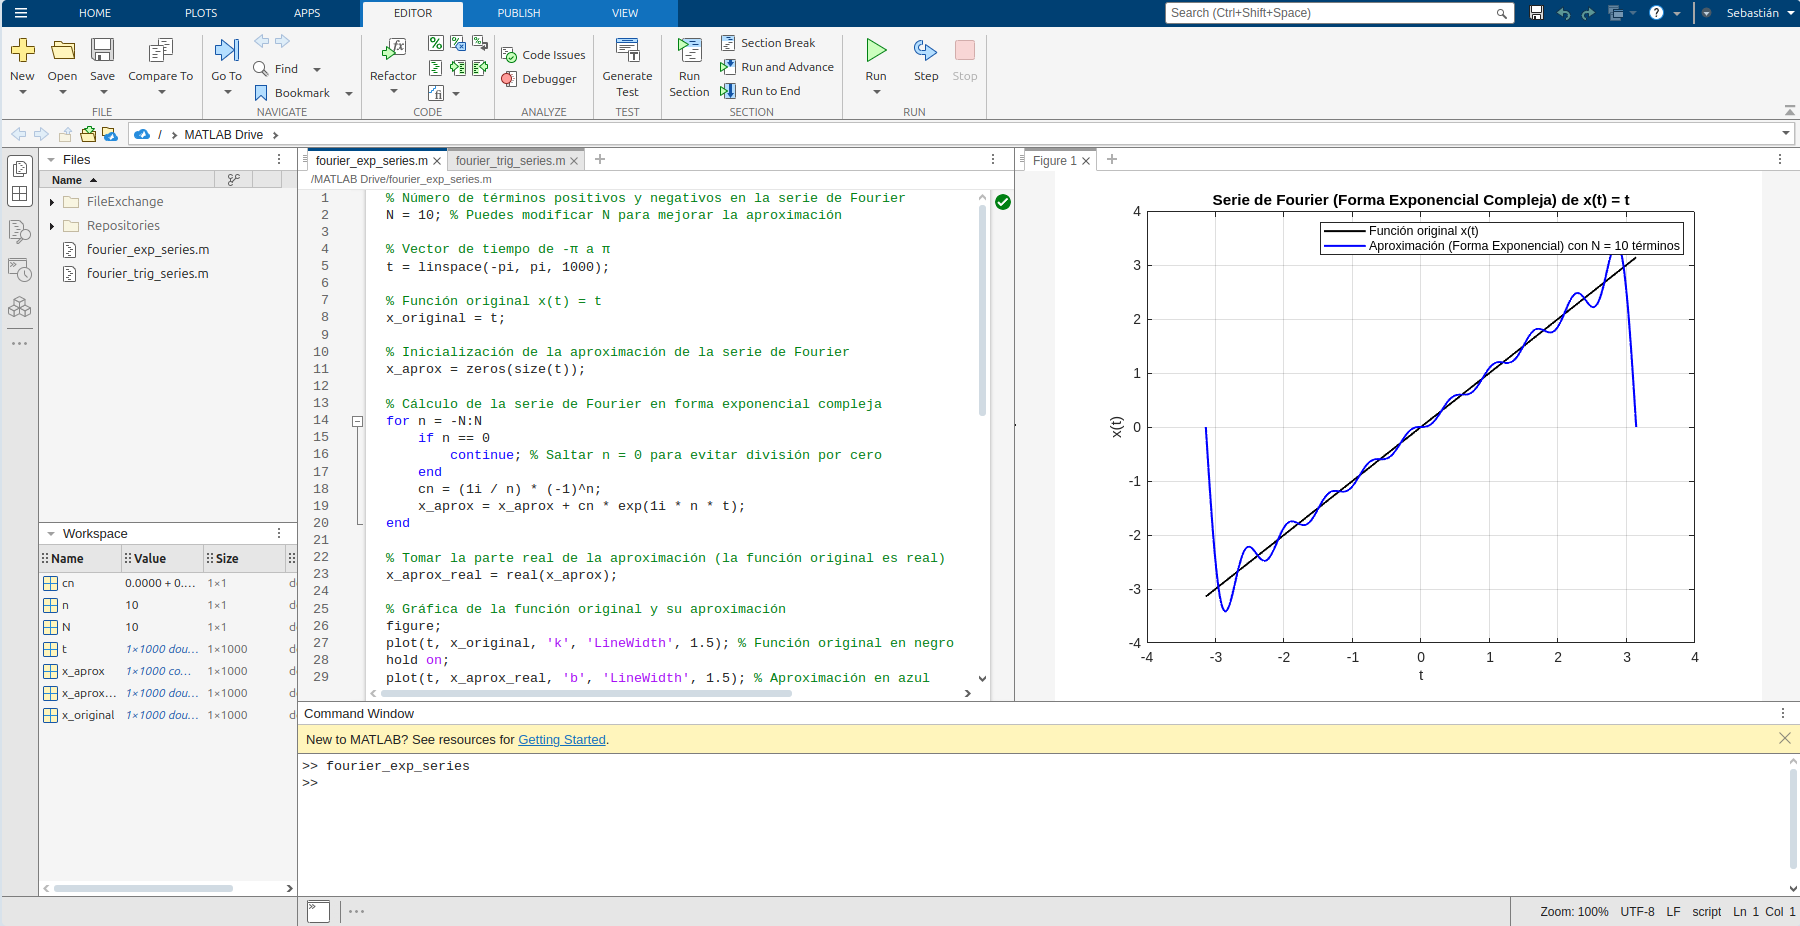 HOME PLOTS APPS EDITOR PUBLISH VIEW Search (Ctrl+Shift+Space) Sebastián
New Open Save Compare To
FILE
Go To Find Bookmark
NAVIGATE
Refactor
CODE
Code Issues
Debugger
ANALYZE
Generate Test
TEST
Run Section
Section Break
Run and Advance
Run to End
SECTION
Run Step Stop
RUN
/ MATLAB Drive
Files
Name
FileExchange
Repositories
fourier_exp_series.m
fourier_trig_series.m
Workspace
Name Value Size
cn 0.0000 + 0.... 1×1 d
n 10 1×1 d
N 10 1×1 d
t 1×1000 dou... 1×1000 d
x_aprox 1×1000 co... 1×1000 d
x_aprox... 1×1000 dou... 1×1000 d
x_original 1×1000 dou... 1×1000 d
fourier_exp_series.m fourier_trig_series.m
/MATLAB Drive/fourier_exp_series.m
1 % Número de términos positivos y negativos en la serie de Fourier
2 N = 10; % Puedes modificar N para mejorar la aproximación
3
4 % Vector de tiempo de -π a π
5 t = linspace(-pi, pi, 1000);
6
7 % Función original x(t) = t
8 x_original = t;
9
10 % Inicialización de la aproximación de la serie de Fourier
11 x_aprox = zeros(size(t));
12
13 % Cálculo de la serie de Fourier en forma exponencial compleja
14 for n = -N:N
15 if n == 0
16 continue; % Saltar n = 0 para evitar división por cero
17 end
18 cn = (1i / n) * (-1)^n;
19 x_aprox = x_aprox + cn * exp(1i * n * t);
20 end
21
22 % Tomar la parte real de la aproximación (la función original es real)
23 x_aprox_real = real(x_aprox);
24
25 % Gráfica de la función original y su aproximación
26 figure;
27 plot(t, x_original, 'k', 'LineWidth', 1.5); % Función original en negro
28 hold on;
29 plot(t, x_aprox_real, 'b', 'LineWidth', 1.5); % Aproximación en azul
Figure 1
Serie de Fourier (Forma Exponencial Compleja) de x(t) = t
Función original x(t)
Aproximación (Forma Exponencial) con N = 10 términos
4
3
2
1
0
-1
-2
-3
-4
x(t)
-4 -3 -2 -1 0 1 2 3 4
t
Command Window
New to MATLAB? See resources for Getting Started.
>> fourier_exp_series
>>
Zoom: 100% UTF-8 LF script Ln 1 Col 1